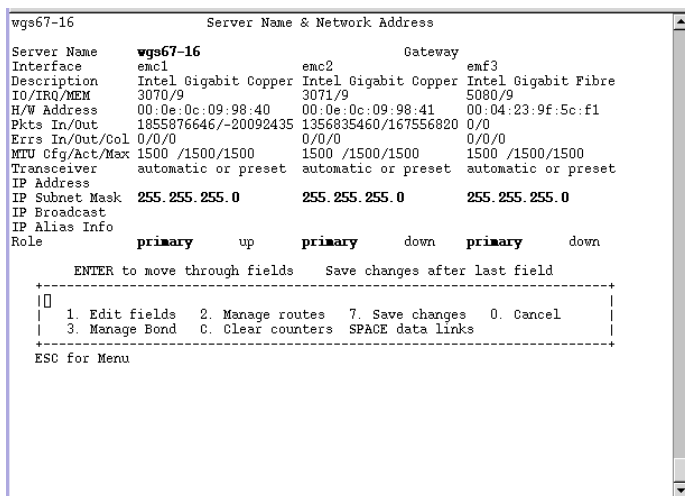 wgs67-16 Server Name & Network Address
Server Name wgs67-16 Gateway
Interface emc1 emc2 emf3
Description Intel Gigabit Copper Intel Gigabit Copper Intel Gigabit Fibre
IO/IRQ/MEM 3070/9 3071/9 5080/9
H/W Address 00:0e:0c:09:98:40 00:0e:0c:09:98:41 00:04:23:9f:5c:f1
Pkts In/Out 1855876646/-20092435 1356835460/167556820 0/0
Errs In/Out/Col 0/0/0 0/0/0 0/0/0
MTU Cfg/Act/Max 1500 /1500/1500 1500 /1500/1500 1500 /1500/1500
Transceiver automatic or preset automatic or preset automatic or preset
IP Address
IP Subnet Mask 255.255.255.0 255.255.255.0 255.255.255.0
IP Broadcast
IP Alias Info
Role primary up primary down primary down
ENTER to move through fields Save changes after last field
1. Edit fields 2. Manage routes 7. Save changes 0. Cancel
3. Manage Bond C. Clear counters SPACE data links
ESC for Menu